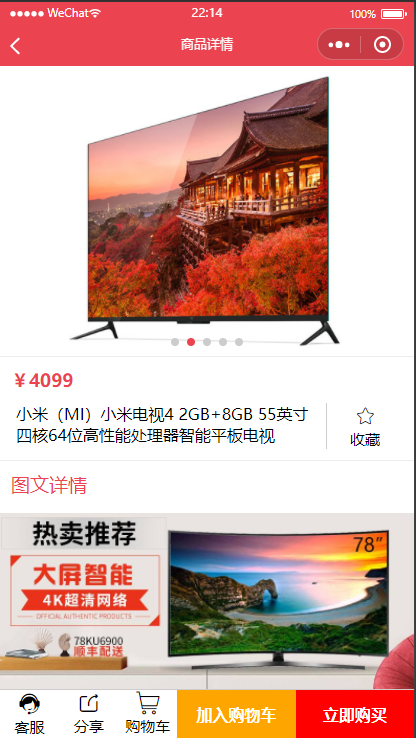 WeChat 22:14 100%
商品详情
￥4099
小米（MI）小米电视4 2GB+8GB 55英寸
四核64位高性能处理器智能平板电视
收藏
图文详情
热卖推荐
78"
大屏智能
4K超清网络
OFFICIAL AUTHENTIC PRODUCTS
78KU6900
顺丰配送
客服 分享 购物车 加入购物车 立即购买